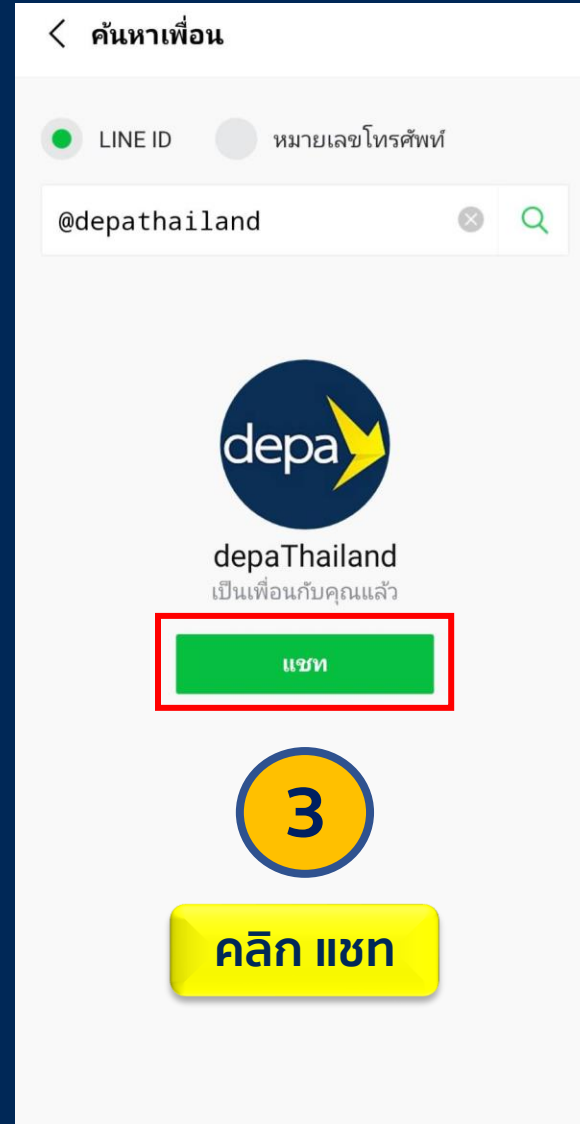 ค้นหาเพื่อน
LINE ID หมายเลขโทรศัพท์
@depathailand
depa
depaThailand
เป็นเพื่อนกับคุณแล้ว
แชท
3
คลิก แชท